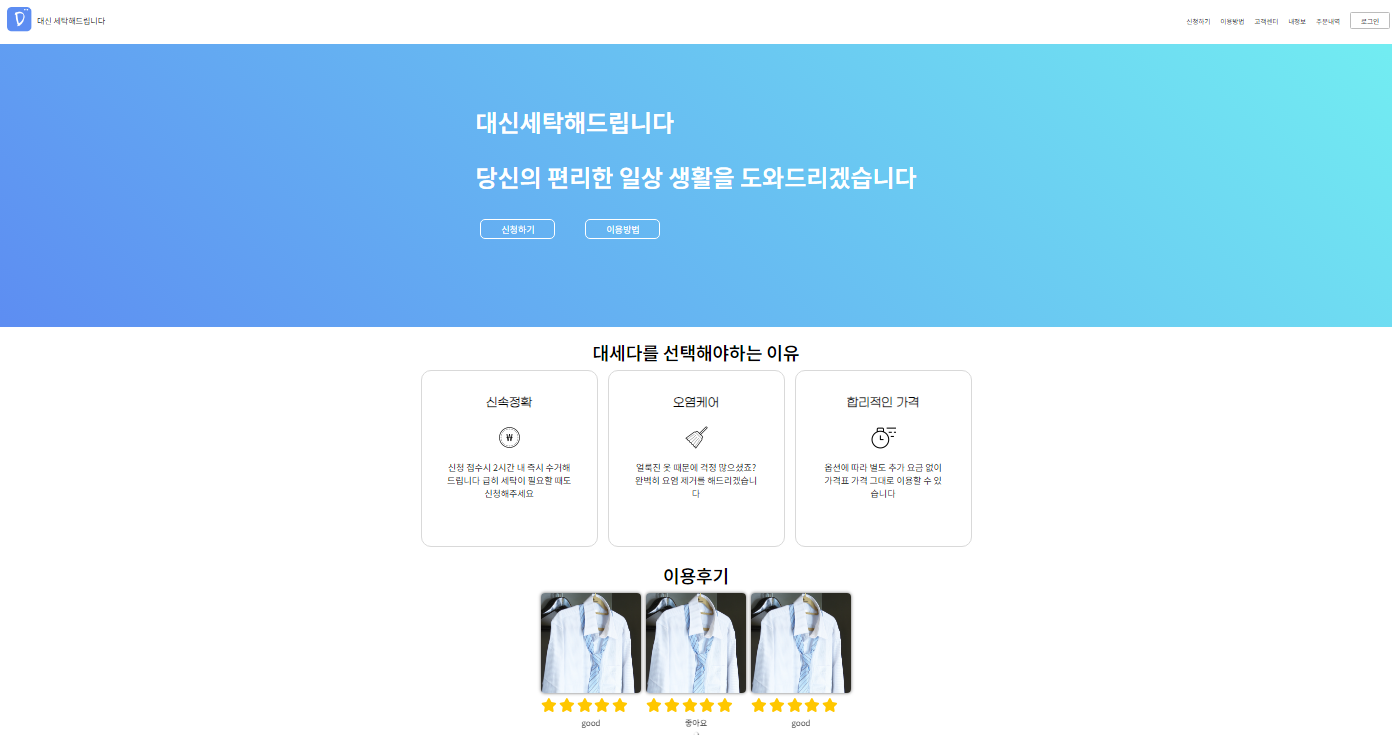 대신 세탁해드립니다
신청하기 이용방법 고객센터 내정보 주문내역 로그인
대신세탁해드립니다
당신의 편리한 일상 생활을 도와드리겠습니다
신청하기 이용방법
대세다를 선택해야하는 이유
신속정확
₩
신청 접수시 2시간 내 즉시 수거해
드립니다 급히 세탁이 필요할 때도
신청해주세요
오염케어
얼룩진 옷 때문에 걱정 많으셨죠?
완벽히 요염 제거를 해드리겠습니
다
합리적인 가격
옵션에 따라 별도 추가 요금 없이
가격표 가격 그대로 이용할 수 있
습니다
이용후기
good 좋아요 good